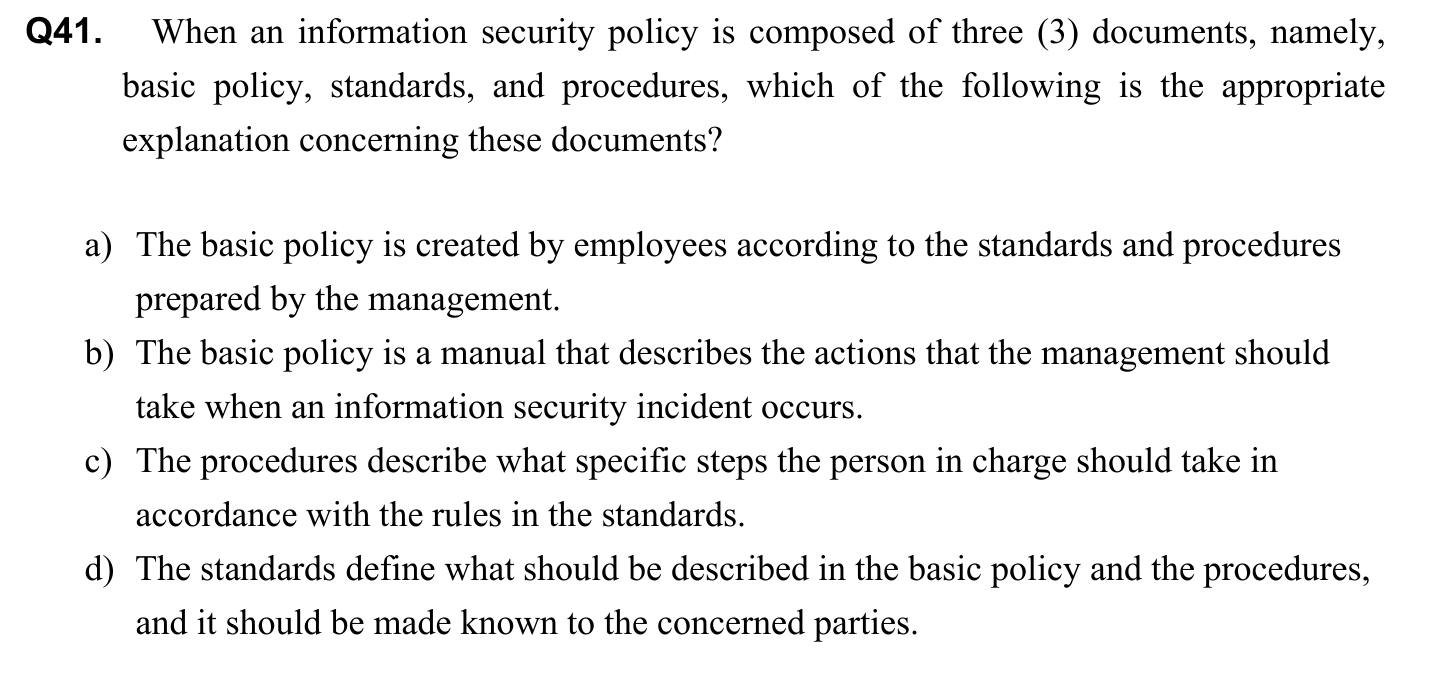 Q41. When an information security policy is composed of three (3) documents, namely,
basic policy, standards, and procedures, which of the following is the appropriate
explanation concerning these documents?
a) The basic policy is created by employees according to the standards and procedures
prepared by the management.
b) The basic policy is a manual that describes the actions that the management should
take when an information security incident occurs.
c) The procedures describe what specific steps the person in charge should take in
accordance with the rules in the standards.
d) The standards define what should be described in the basic policy and the procedures,
and it should be made known to the concerned parties.